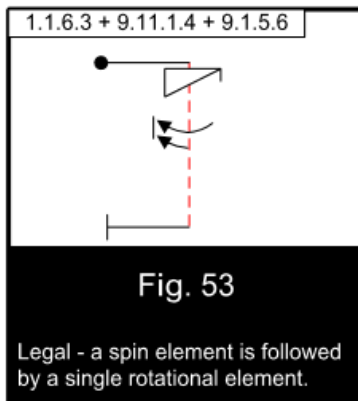 1.1.6.3 + 9.11.1.4 + 9.1.5.6
Fig. 53
Legal - a spin element is followed
by a single rotational element.